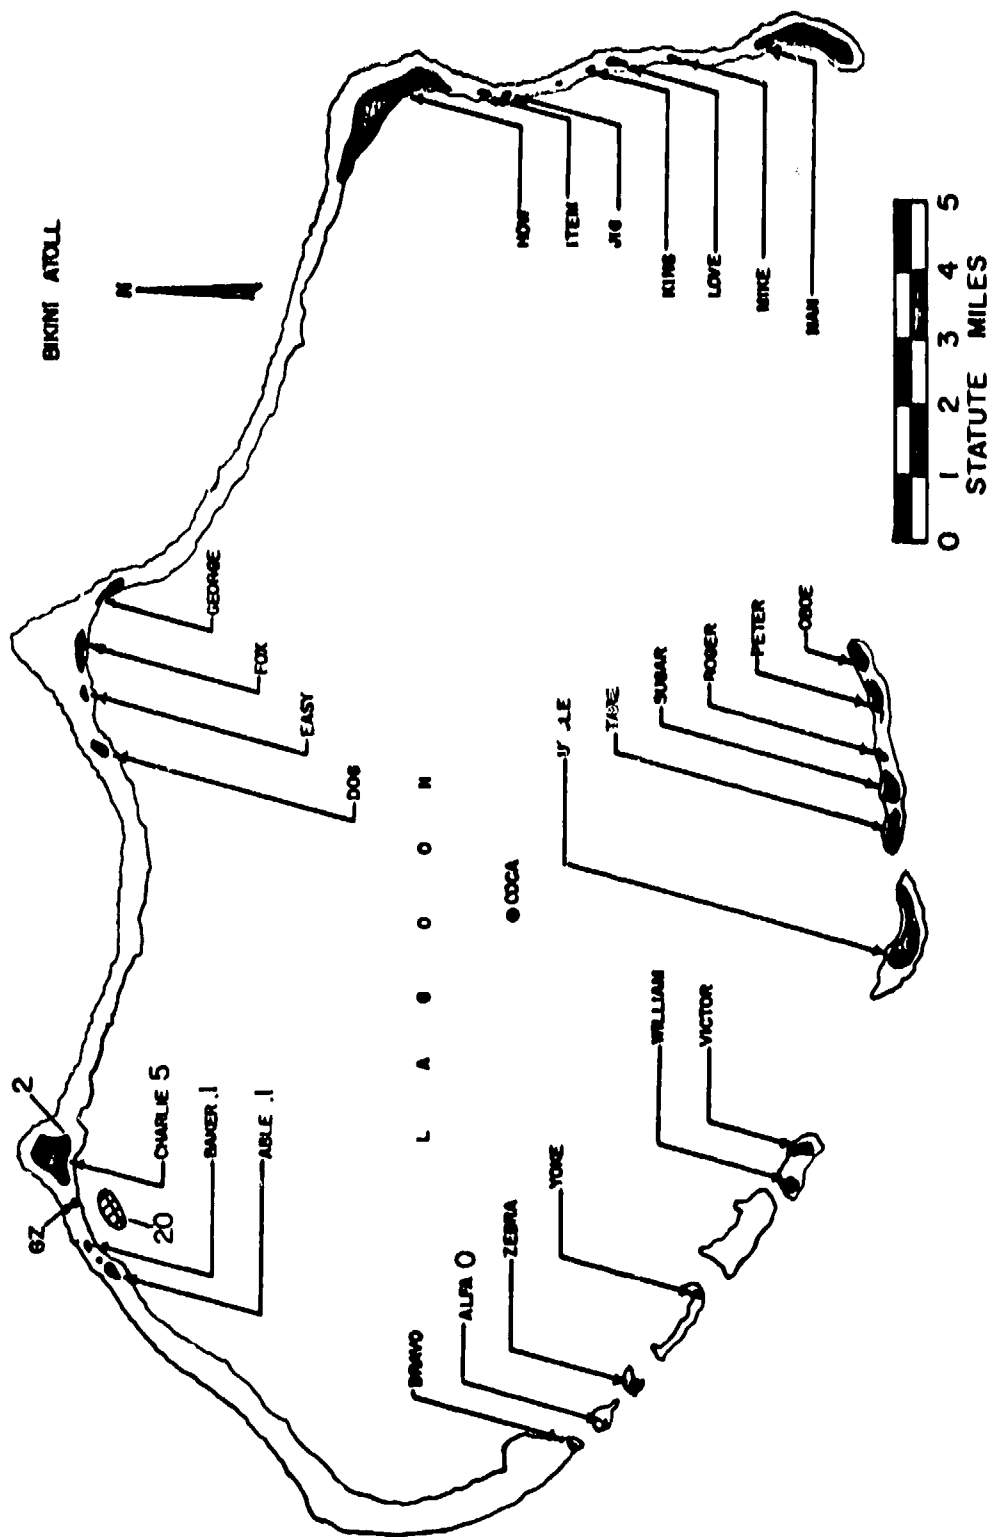 BIKINI ATOLL
N
2
GZ
CHARLIE 5
20
BAKER .1
ABLE .1
GEORGE
FOX
EASY
DOG
LAGOON
COCA
HOW
ITEM
JIG
KING
LOVE
MIKE
NAN
BRAVO
ALFA 0
ZEBRA
YOKE
WILLIAM
VICTOR
TARE
SUGAR
ROGER
PETER
OBOE
0 1 2 3 4 5
STATUTE MILES